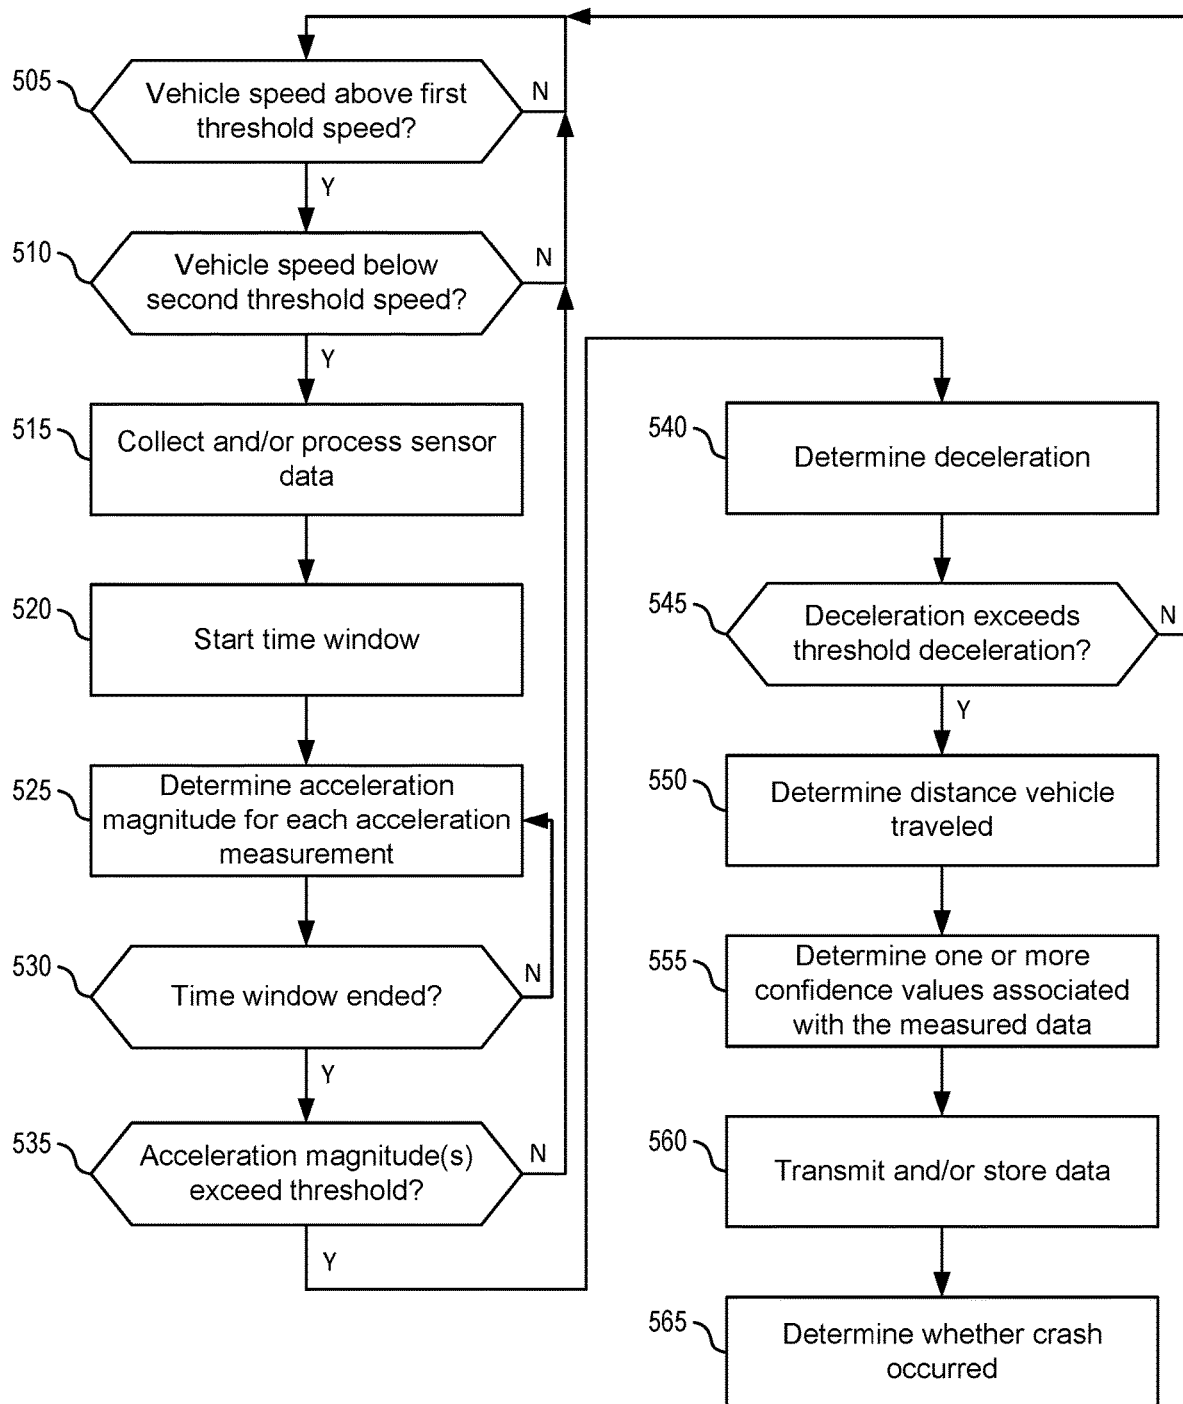 505
Vehicle speed above first
threshold speed?
N
Y
510
Vehicle speed below
second threshold speed?
N
Y
515
Collect and/or process sensor
data
520
Start time window
525
Determine acceleration
magnitude for each acceleration
measurement
530
Time window ended?
N
Y
535
Acceleration magnitude(s)
exceed threshold?
N
Y
540
Determine deceleration
545
Deceleration exceeds
threshold deceleration?
N
Y
550
Determine distance vehicle
traveled
555
Determine one or more
confidence values associated
with the measured data
560
Transmit and/or store data
565
Determine whether crash
occurred